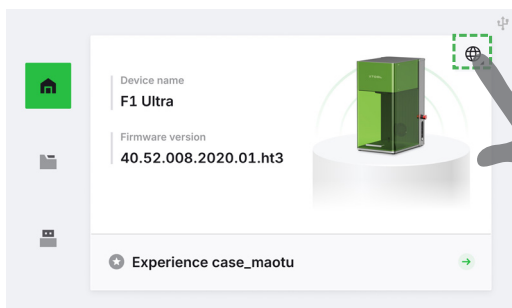 Device name
F1 Ultra
Firmware version
40.52.008.2020.01.ht3
Experience case_maotu